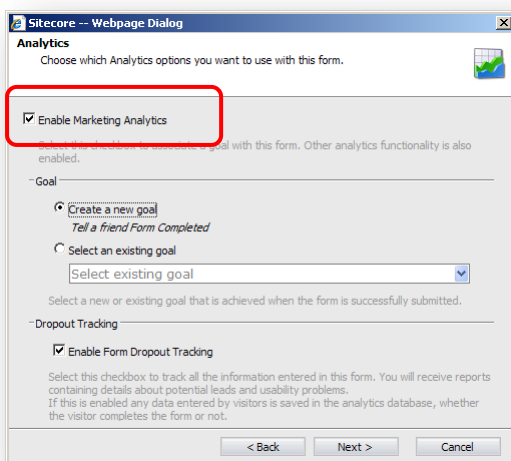 Sitecore -- Webpage Dialog
Analytics
Choose which Analytics options you want to use with this form.
Enable Marketing Analytics
Select this checkbox to associate a goal with this form. Other analytics functionality is also
enabled.
Goal
Create a new goal
Tell a friend Form Completed
Select an existing goal
Select existing goal
Select a new or existing goal that is achieved when the form is successfully submitted.
Dropout Tracking
Enable Form Dropout Tracking
Select this checkbox to track all the information entered in this form. You will receive reports
containing details about potential leads and usability problems.
If this is enabled any data entered by visitors is saved in the analytics database, whether
the visitor completes the form or not.
< Back Next > Cancel